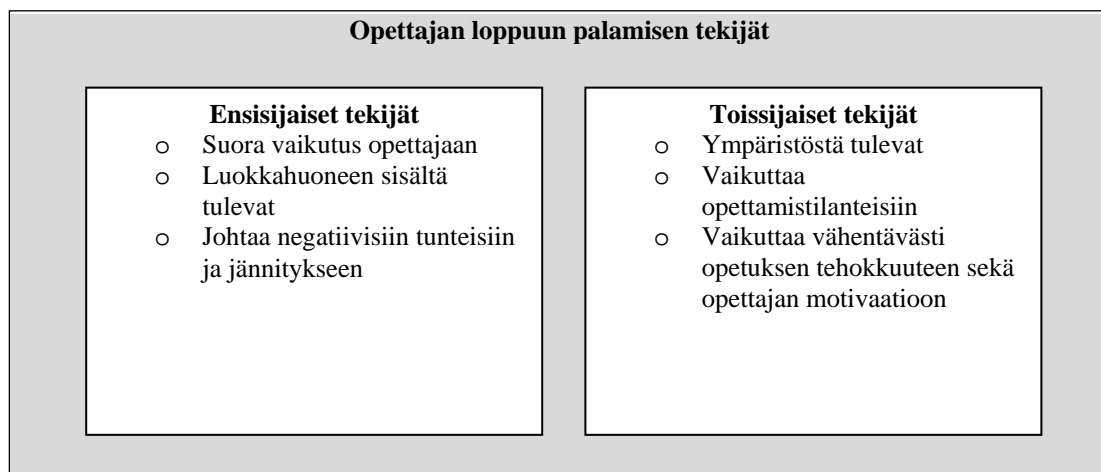 Opettajan loppuun palamisen tekijät
Ensisijaiset tekijät
o Suora vaikutus opettajaan
o Luokkahuoneen sisältä
tulevat
o Johtaa negatiivisiin tunteisiin
ja jännitykseen
Toissijaiset tekijät
o Ympäristöstä tulevat
o Vaikuttaa
opettamistilanteisiin
o Vaikuttaa vähentävästi
opetuksen tehokkuuteen sekä
opettajan motivaatioon